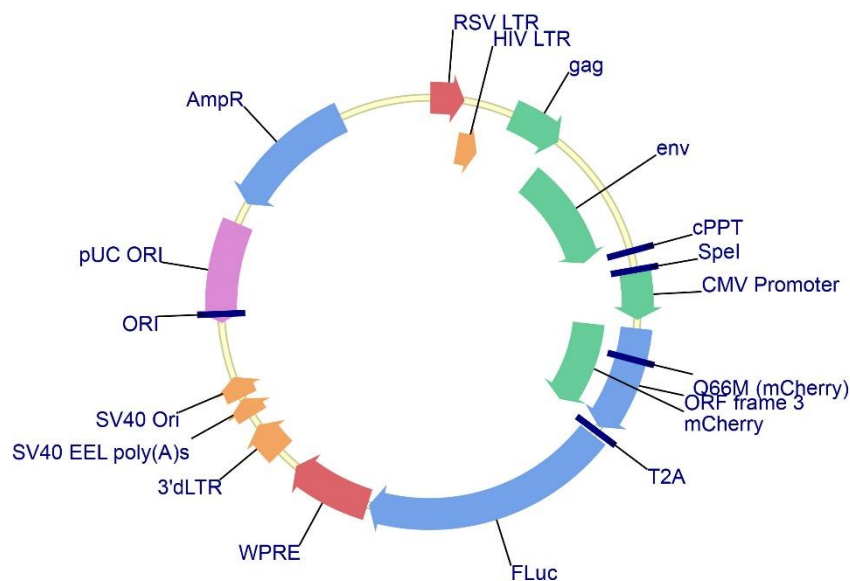 RSV LTR
HIV LTR
gag
AmpR
env
cPPT
SpeI
pUC ORI
CMV Promoter
ORI
Q66M (mCherry)
ORF frame 3
mCherry
SV40 Ori
SV40 EEL poly(A)s
T2A
3'dLTR
WPRE
FLuc